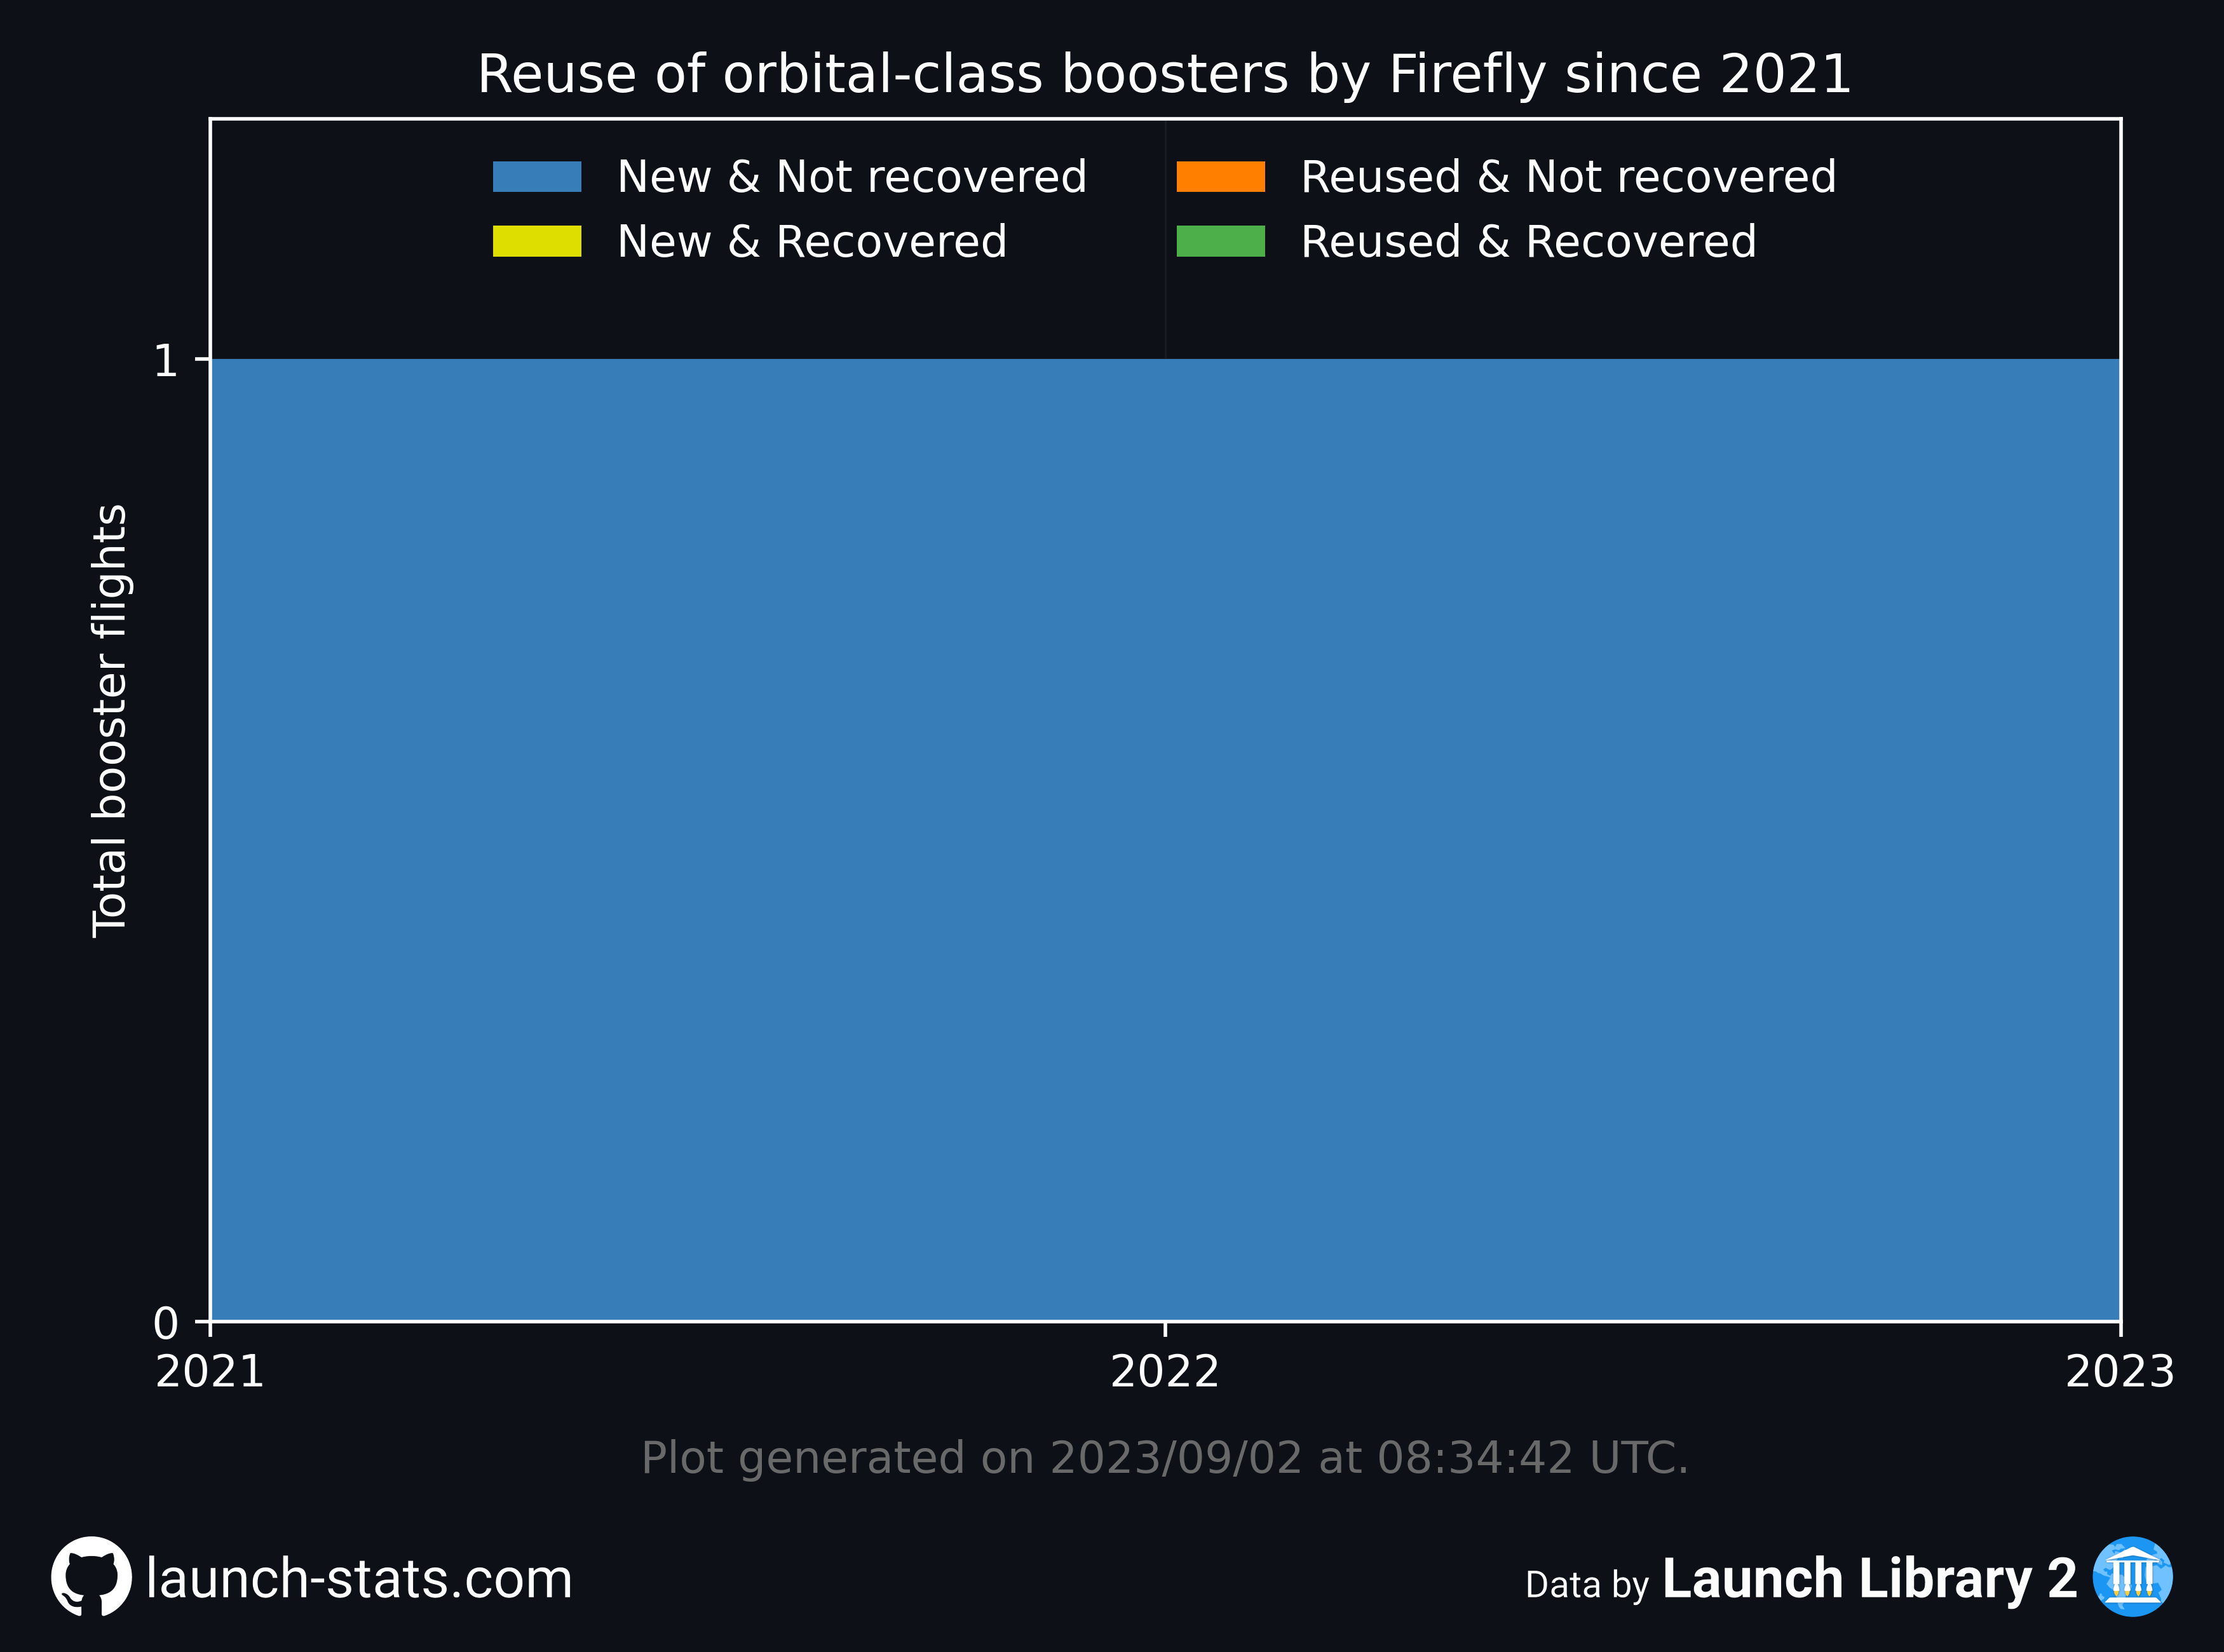 Reuse of orbital-class boosters by Firefly since 2021
New & Not recovered
New & Recovered
Reused & Not recovered
Reused & Recovered
Total booster flights
1
0
2021
2022
2023
Plot generated on 2023/09/02 at 08:34:42 UTC.
launch-stats.com
Data by Launch Library 2